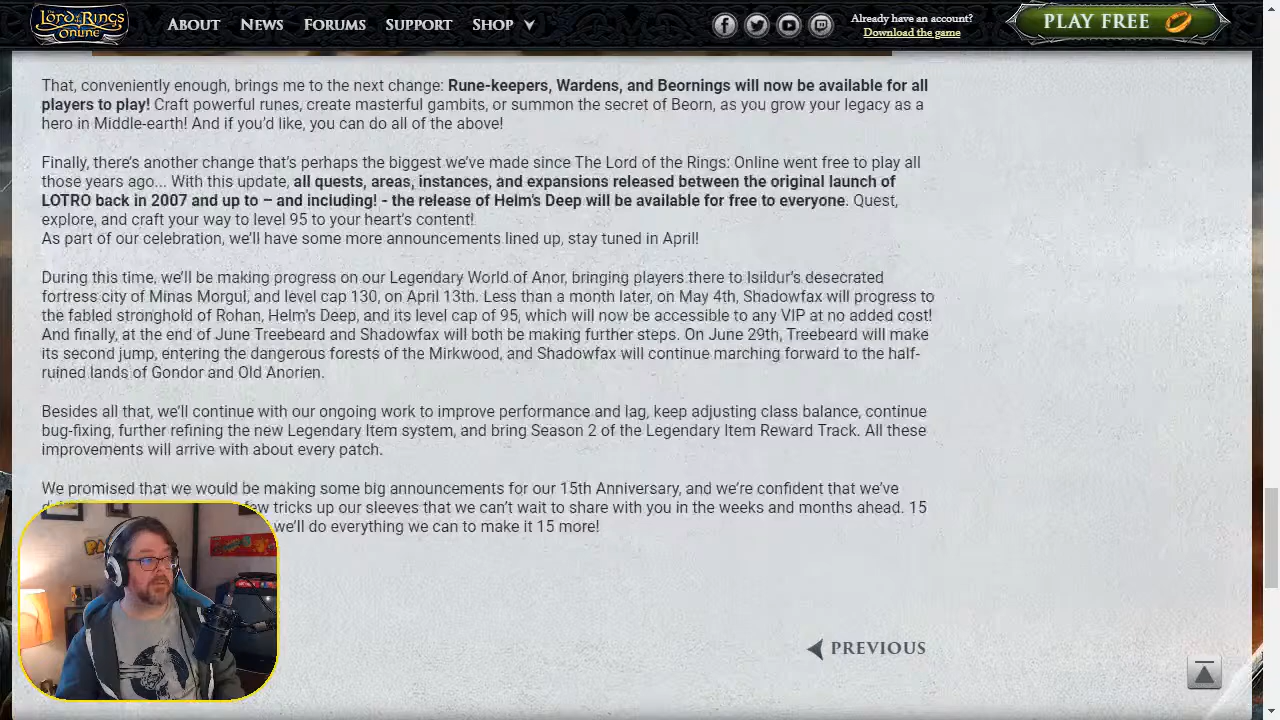 The
Lord of the Rings
Online
ABOUT
NEWS
FORUMS
SUPPORT
SHOP
Already have an account?
Download the game
PLAY FREE
That, conveniently enough, brings me to the next change: Rune-keepers, Wardens, and Beornings will now be available for all
players to play! Craft powerful runes, create masterful gambits, or summon the secret of Beorn, as you grow your legacy as a
hero in Middle-earth! And if you'd like, you can do all of the above!
Finally, there's another change that's perhaps the biggest we've made since The Lord of the Rings: Online went free to play all
those years ago... With this update, all quests, areas, instances, and expansions released between the original launch of
LOTRO back in 2007 and up to – and including! - the release of Helm's Deep will be available for free to everyone. Quest,
explore, and craft your way to level 95 to your heart's content!
As part of our celebration, we'll have some more announcements lined up, stay tuned in April!
During this time, we'll be making progress on our Legendary World of Anor, bringing players there to Isildur's desecrated
fortress city of Minas Morgul, and level cap 130, on April 13th. Less than a month later, on May 4th, Shadowfax will progress to
the fabled stronghold of Rohan, Helm's Deep, and its level cap of 95, which will now be accessible to any VIP at no added cost!
And finally, at the end of June Treebeard and Shadowfax will both be making further steps. On June 29th, Treebeard will make
its second jump, entering the dangerous forests of the Mirkwood, and Shadowfax will continue marching forward to the half-
ruined lands of Gondor and Old Anorien.
Besides all that, we'll continue with our ongoing work to improve performance and lag, keep adjusting class balance, continue
bug-fixing, further refining the new Legendary Item system, and bring Season 2 of the Legendary Item Reward Track. All these
improvements will arrive with about every patch.
We promised that we would be making some big announcements for our 15th Anniversary, and we're confident that we've
few tricks up our sleeves that we can't wait to share with you in the weeks and months ahead. 15
we'll do everything we can to make it 15 more!
PREVIOUS